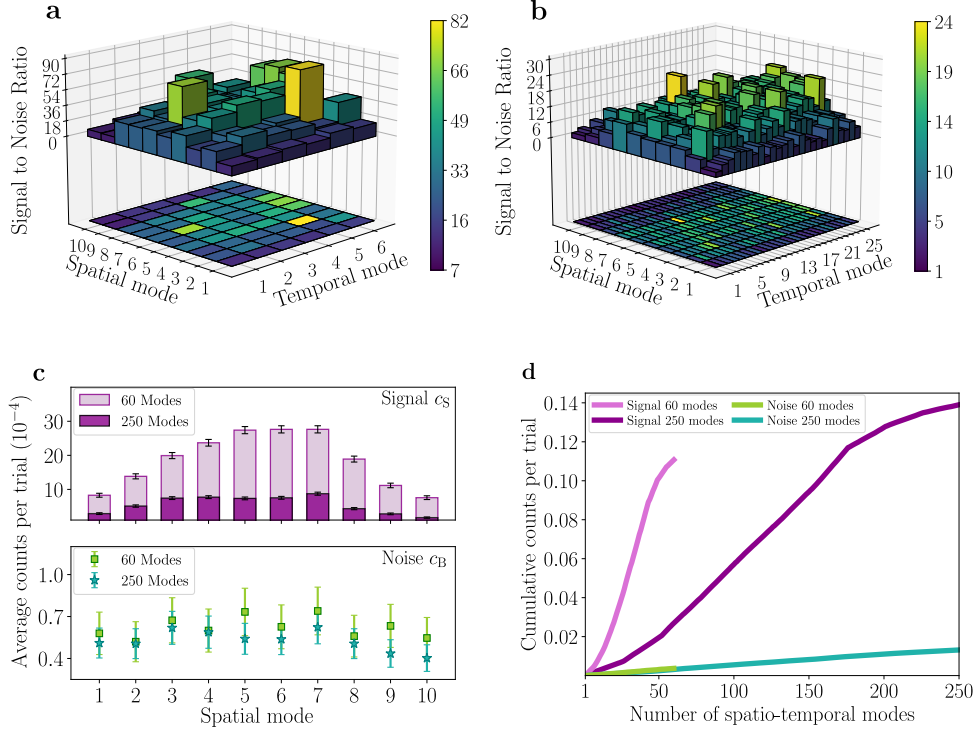 a
Signal to Noise Ratio
90
72
54
36
18
0
10 9 8 7 6 5 4 3 2 1
Spatial mode
1 2 3 4 5 6
Temporal mode
82
66
49
33
16
7
b
Signal to Noise Ratio
30
24
18
12
6
0
10 9 8 7 6 5 4 3 2 1
Spatial mode
1 5 9 13 17 21 25
Temporal mode
24
19
14
10
5
1
c
Average counts per trial (10⁻⁴)
60 Modes
250 Modes
Signal cS
30
20
10
60 Modes
250 Modes
Noise cB
1.0
0.7
0.4
1 2 3 4 5 6 7 8 9 10
Spatial mode
d
Cumulative counts per trial
Signal 60 modes
Signal 250 modes
Noise 60 modes
Noise 250 modes
0.14
0.12
0.10
0.08
0.06
0.04
0.02
1 50 100 150 200 250
Number of spatio-temporal modes